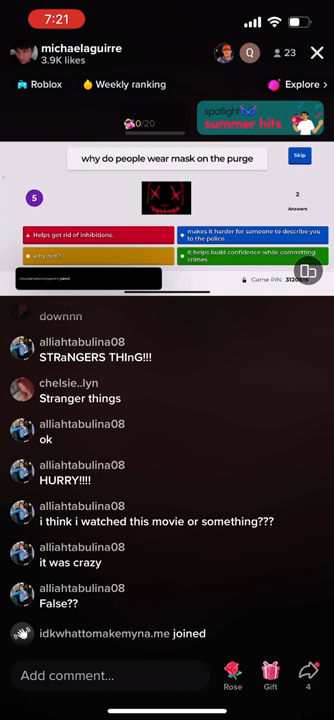 7:21
michaelaguirre
3.9K likes
Q
23
Roblox
Weekly ranking
Explore >
0/20
spotlight
summer hits
why do people wear mask on the purge
Skip
5
2
Answers
Helps get rid of inhibitions.
makes it harder for someone to describe you
to the police.
why not?
it helps build confidence while committing
crimes
joined
Game PIN:
downnn
alliahtabulina08
STRaNGERS THInG!!!
chelsie..lyn
Stranger things
alliahtabulina08
ok
alliahtabulina08
HURRY!!!!
alliahtabulina08
i think i watched this movie or something???
alliahtabulina08
it was crazy
alliahtabulina08
False??
idkwhattomakemyna.me joined
Add comment...
Rose
Gift
4